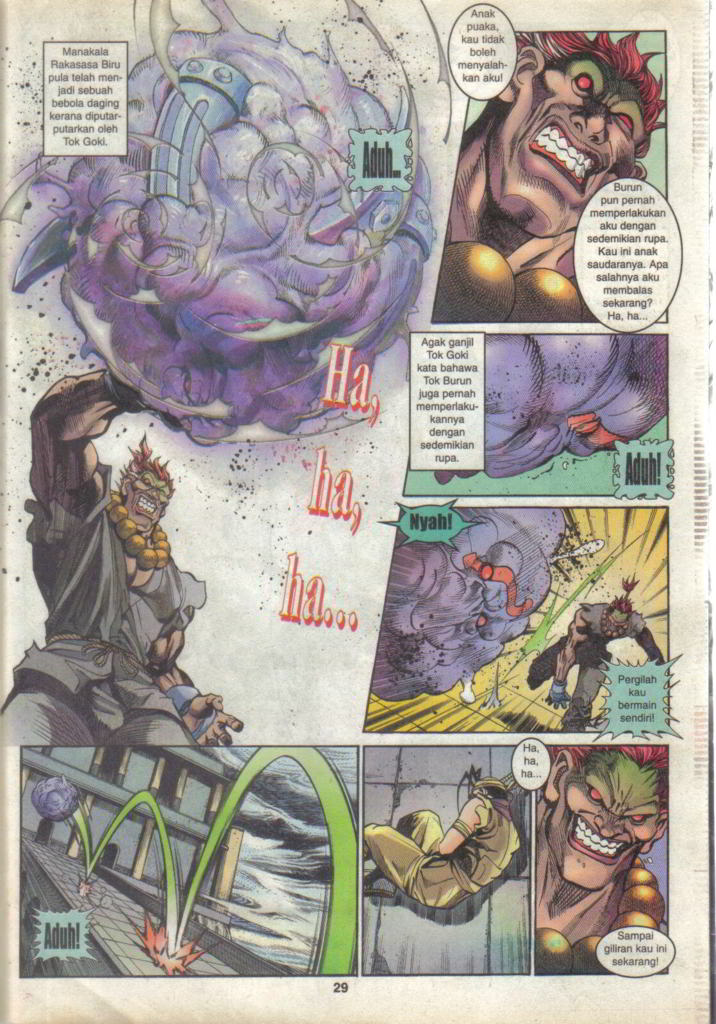 Manakala
Rakasasa Biru
pula telah men-
jadi sebuah
bebola daging
kerana diputar-
putarkan oleh
Tok Goki.
Aduh...
Anak
puaka,
kau tidak
boleh
menyalah-
kan aku!
Burun
pun pernah
memperlakukan
aku dengan
sedemikian rupa.
Kau ini anak
saudaranya. Apa
salahnya aku
membalas
sekarang?
Ha, ha...
Ha,
ha,
ha...
Agak ganjil
Tok Goki
kata bahawa
Tok Burun
juga pernah
memperlaku-
kannya
dengan
sedemikian
rupa.
Aduh!
Nyah!
Pergilah
kau
bermain
sendiri!
Aduh!
Ha,
ha,
ha...
Sampai
giliran kau ini
sekarang!
29